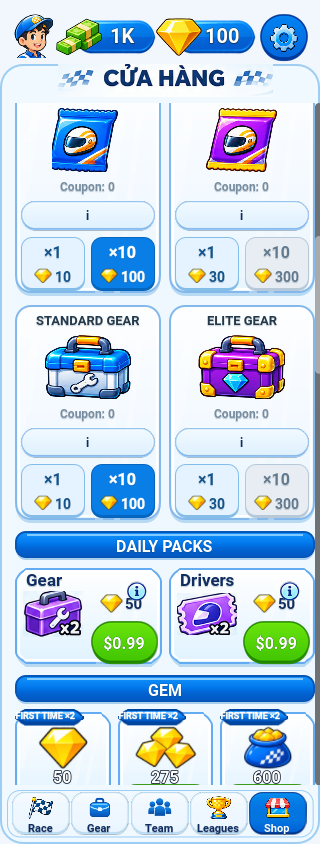 1K
100
CỬA HÀNG
Coupon: 0
Coupon: 0
i
i
×1
10
×10
100
×1
30
×10
300
STANDARD GEAR
ELITE GEAR
Coupon: 0
Coupon: 0
i
i
×1
10
×10
100
×1
30
×10
300
DAILY PACKS
Gear
i
50
×2
$0.99
Drivers
i
50
×2
$0.99
GEM
FIRST TIME ×2
FIRST TIME ×2
FIRST TIME ×2
50
275
600
Race
Gear
Team
Leagues
Shop